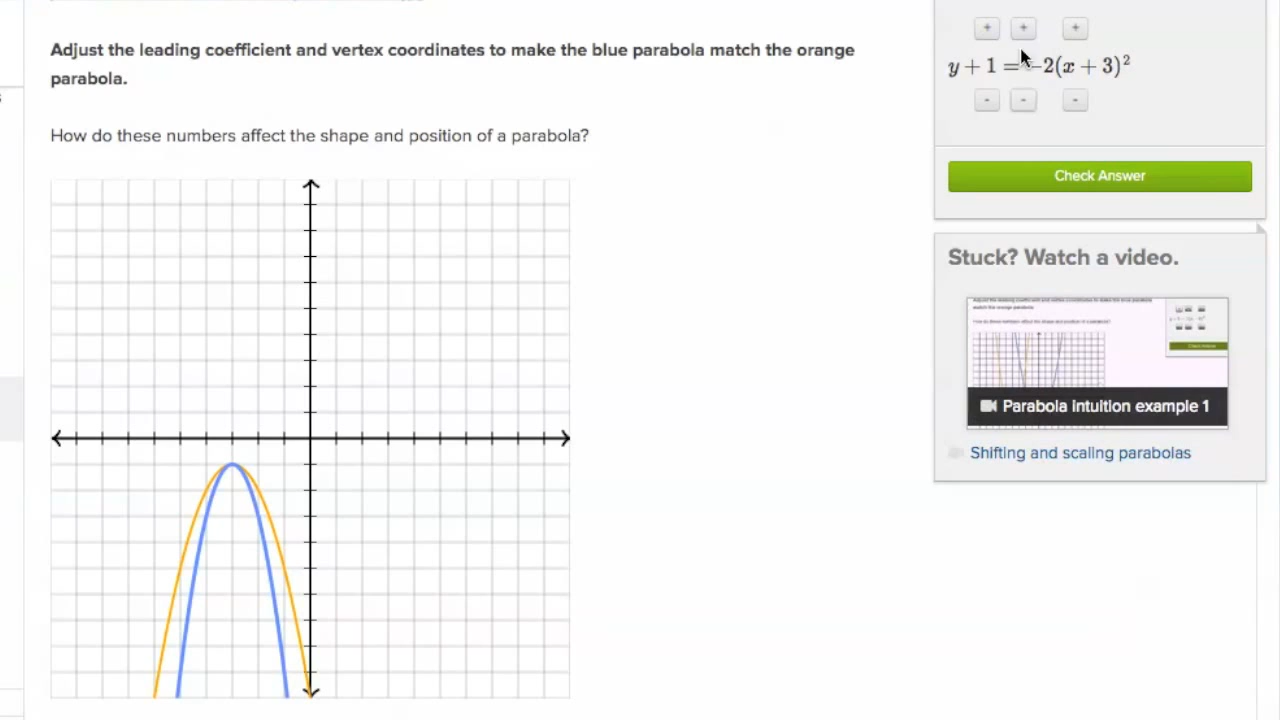 Adjust the leading coefficient and vertex coordinates to make the blue parabola match the orange
parabola.
How do these numbers affect the shape and position of a parabola?
+ + +
y + 1 = −2(x + 3)²
- - -
Check Answer
Stuck? Watch a video.
Parabola intuition example 1
Shifting and scaling parabolas